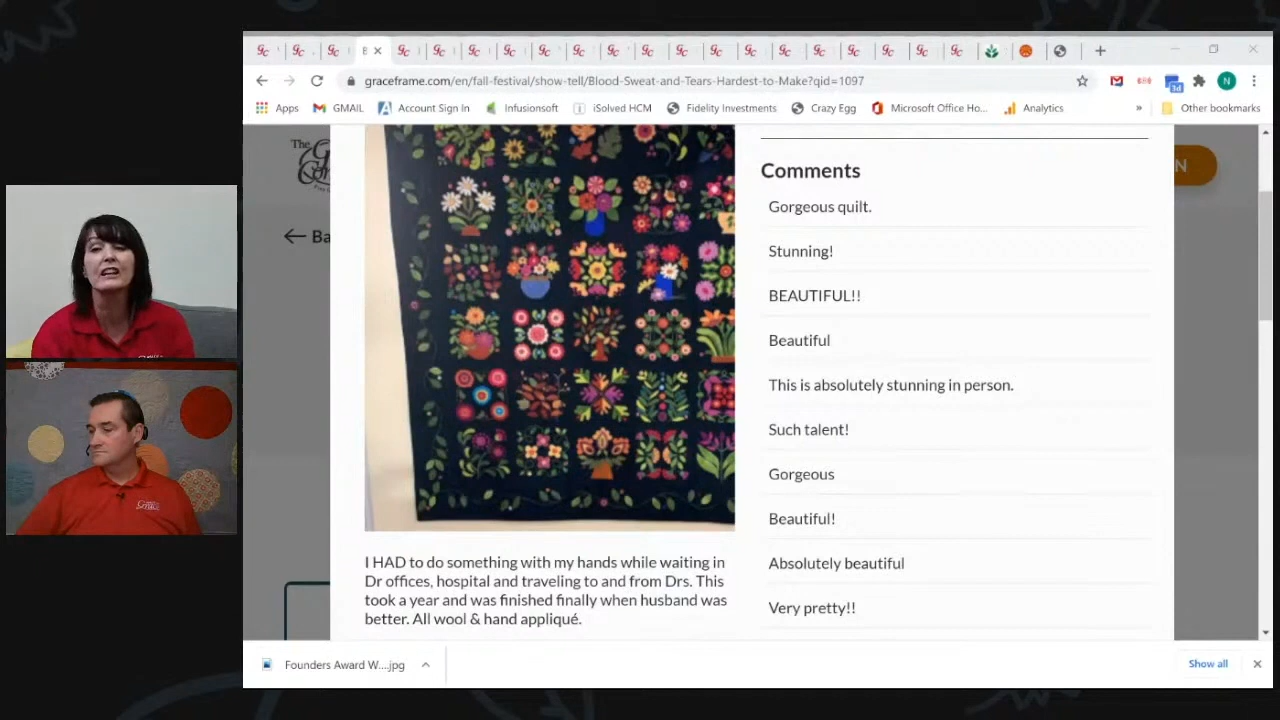 graceframe.com/en/fall-festival/show-tell/Blood-Sweat-and-Tears-Hardest-to-Make?qid=1097
Apps
GMAIL
Account Sign In
Infusionsoft
iSolved HCM
Fidelity Investments
Crazy Egg
Microsoft Office Ho...
Analytics
»
Other bookmarks
The
N
← Ba
Comments
Gorgeous quilt.
Stunning!
BEAUTIFUL!!
Beautiful
This is absolutely stunning in person.
Such talent!
Gorgeous
Beautiful!
Absolutely beautiful
Very pretty!!
I HAD to do something with my hands while waiting in
Dr offices, hospital and traveling to and from Drs. This
took a year and was finished finally when husband was
better. All wool & hand appliqué.
Founders Award W....jpg
Show all